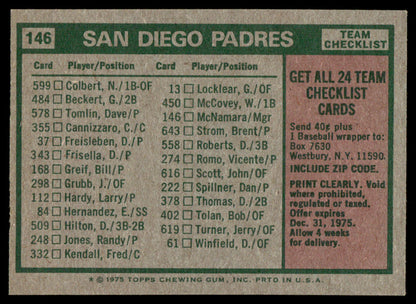 146
SAN DIEGO PADRES
TEAM
CHECKLIST
Card Player/Position
599 □ Colbert, N./1B-OF
484 □ Beckert, G./2B
578 □ Tomlin, Dave/P
355 □ Cannizzaro, C./C
37 □ Freisleben, D./P
343 □ Frisella, D./P
168 □ Greif, Bill/P
298 □ Grubb, J./OF
112 □ Hardy, Larry/P
84 □ Hernandez, E./SS
509 □ Hilton, D./3B-2B
248 □ Jones, Randy/P
332 □ Kendall, Fred/C
Card Player/Position
13 □ Locklear, G./OF
450 □ McCovey, W./1B
146 □ McNamara/Mgr
643 □ Strom, Brent/P
558 □ Roberts, D./3B
274 □ Romo, Vicente/P
616 □ Scott, John/OF
222 □ Spillner, Dan/P
378 □ Thomas, D./2B
402 □ Tolan, Bob/OF
619 □ Turner, Jerry/OF
61 □ Winfield, D./OF
GET ALL 24 TEAM
CHECKLIST
CARDS
Send 40¢ plus
1 Baseball wrapper to:
Box 7630
Westbury, N.Y. 11590.
INCLUDE ZIP CODE.
PRINT CLEARLY. Void
where prohibited,
regulated or taxed.
Offer expires
Dec. 31, 1975.
Allow 4 weeks
for delivery.
* © 1975 TOPPS CHEWING GUM, INC. PRTD IN U.S.A.